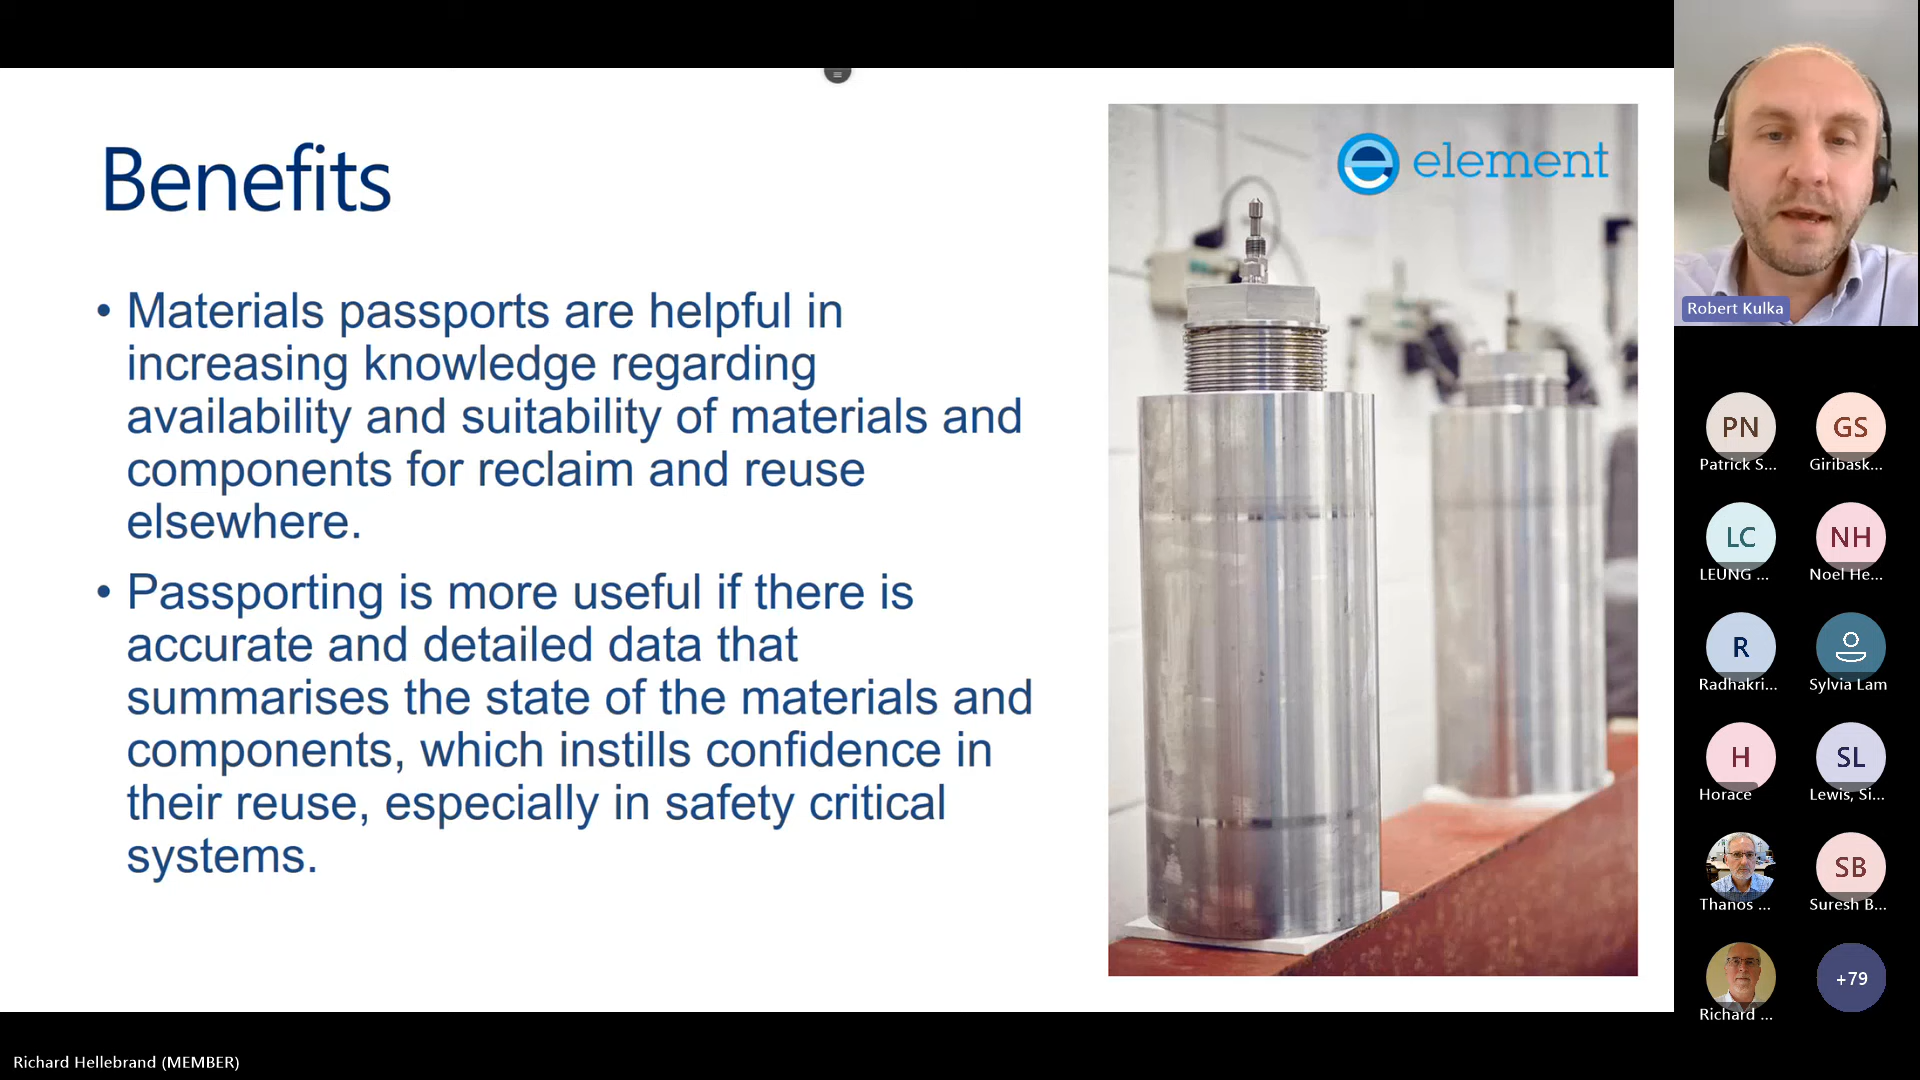 Benefits
• Materials passports are helpful in
increasing knowledge regarding
availability and suitability of materials and
components for reclaim and reuse
elsewhere.
• Passporting is more useful if there is
accurate and detailed data that
summarises the state of the materials and
components, which instills confidence in
their reuse, especially in safety critical
systems.
element
Robert Kulka
PN
Patrick S...
GS
Giribask...
LC
LEUNG ...
NH
Noel He...
R
Radhakri...
Sylvia Lam
H
Horace
SL
Lewis, Si...
Thanos ...
SB
Suresh B...
Richard ...
+79
Richard Hellebrand (MEMBER)